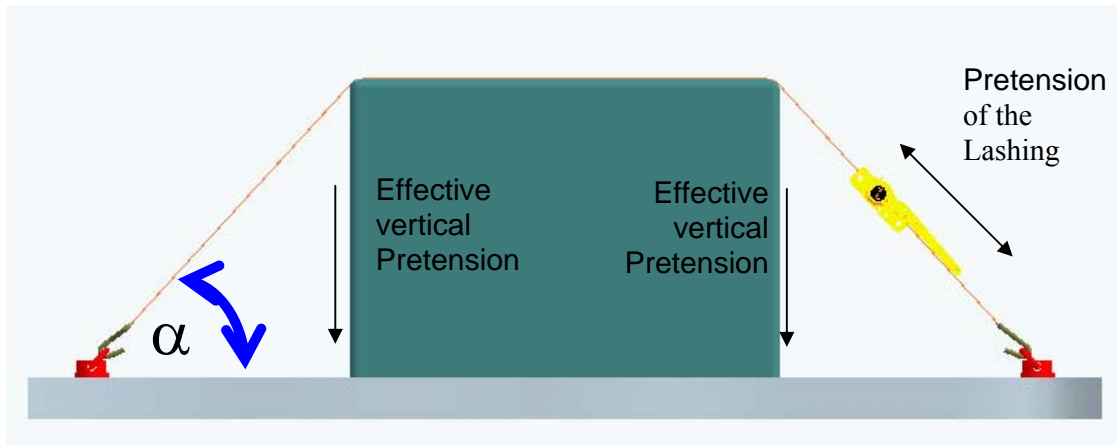 Effective
vertical
Pretension
Effective
vertical
Pretension
Pretension
of the
Lashing
α